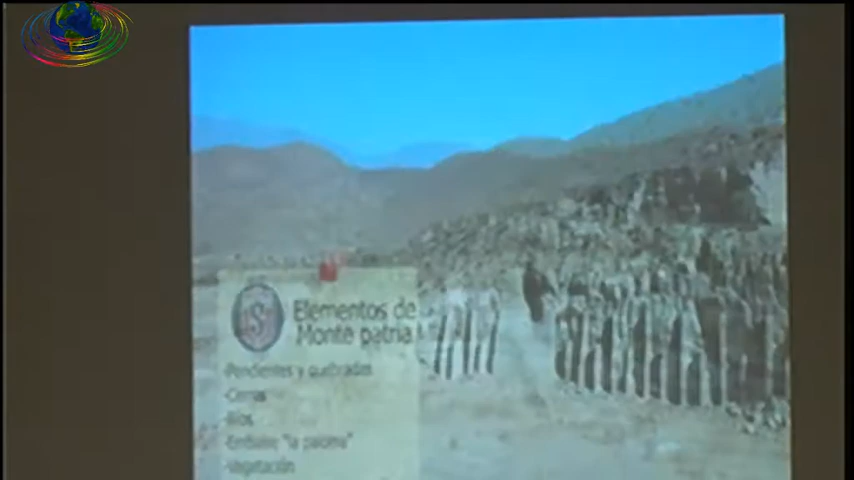 Elementos de
Monte patria
-Pendientes y quebradas
-Cerros
-Ríos
-Embalse "la paloma"
-Vegetación